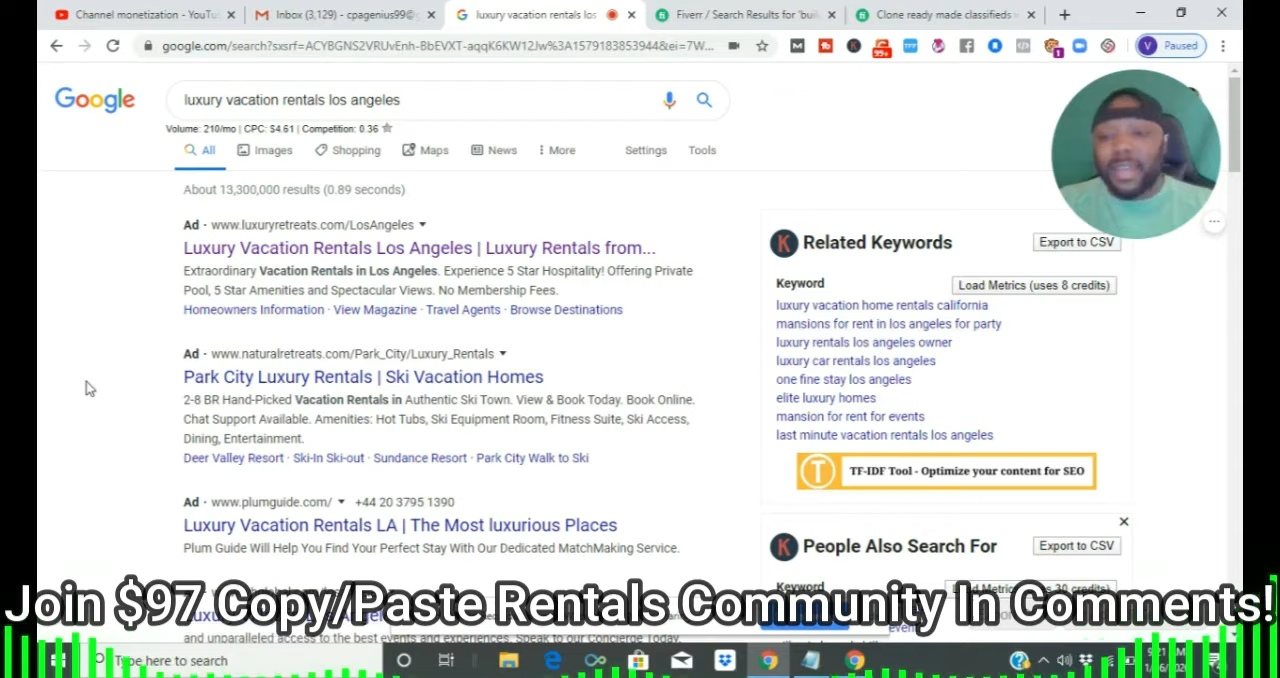 Channel monetization - YouTu
Inbox (3,129) - cpagenius99@g
luxury vacation rentals los
Fiverr / Search Results for 'buil
Clone ready made classifieds w
google.com/search?sxsrf=ACYBGNS2VRUvEnh-BbEVXT-aqqK6KW12Jw%3A1579183853944&ei=7W...
99+
1
V
Paused
Google
luxury vacation rentals los angeles
Volume: 210/mo | CPC: $4.61 | Competition: 0.36
All
Images
Shopping
Maps
News
More
Settings
Tools
About 13,300,000 results (0.89 seconds)
Ad · www.luxuryretreats.com/LosAngeles
Luxury Vacation Rentals Los Angeles | Luxury Rentals from...
Extraordinary Vacation Rentals in Los Angeles. Experience 5 Star Hospitality! Offering Private
Pool, 5 Star Amenities and Spectacular Views. No Membership Fees.
Homeowners Information · View Magazine · Travel Agents · Browse Destinations
Ad · www.naturalretreats.com/Park_City/Luxury_Rentals
Park City Luxury Rentals | Ski Vacation Homes
2-8 BR Hand-Picked Vacation Rentals in Authentic Ski Town. View & Book Today. Book Online.
Chat Support Available. Amenities: Hot Tubs, Ski Equipment Room, Fitness Suite, Ski Access,
Dining, Entertainment.
Deer Valley Resort · Ski-In Ski-out · Sundance Resort · Park City Walk to Ski
Ad · www.plumguide.com/ +44 20 3795 1390
Luxury Vacation Rentals LA | The Most luxurious Places
Plum Guide Will Help You Find Your Perfect Stay With Our Dedicated MatchMaking Service.
K Related Keywords
Export to CSV
Keyword
Load Metrics (uses 8 credits)
luxury vacation home rentals california
mansions for rent in los angeles for party
luxury rentals los angeles owner
luxury car rentals los angeles
one fine stay los angeles
elite luxury homes
mansion for rent for events
last minute vacation rentals los angeles
T TF-IDF Tool - Optimize your content for SEO
K People Also Search For
Export to CSV
Keyword
Load Metrics (uses 30 credits)
Join $97 Copy/Paste Rentals Community In Comments!
and unparalleled access to the best events and experiences. Speak to our Concierge Today.
Type here to search